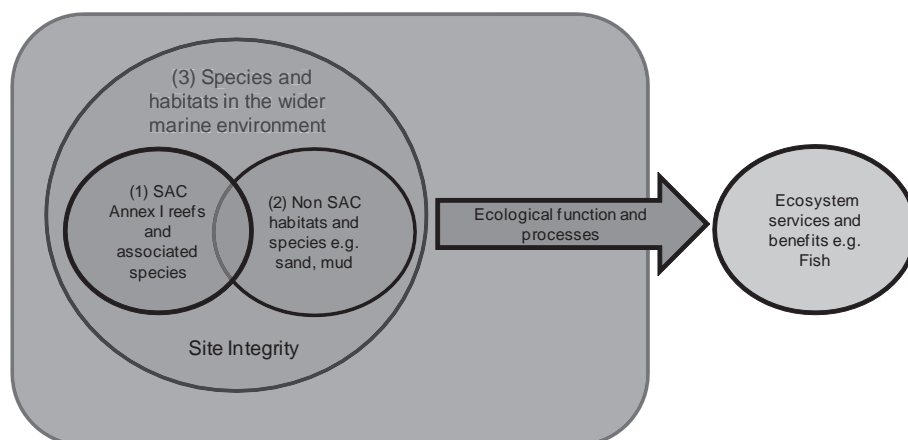 (3) Species and
habitats in the wider
marine environment
(1) SAC
Annex I reefs
and
associated
species
(2) Non SAC
habitats and
species e.g.
sand, mud
Site Integrity
Ecological function and
processes
Ecosystem
services and
benefits e.g.
Fish